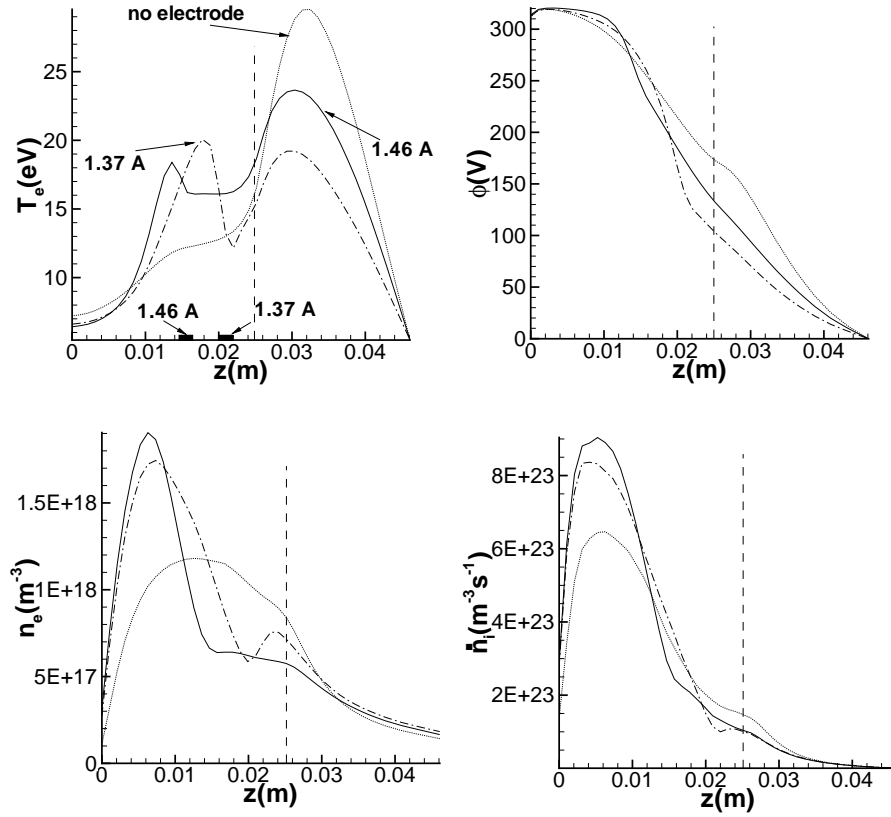 no electrode
25
20
15
10
T_e(eV)
1.37 A
1.46 A
1.46 A
1.37 A
0 0.01 0.02 0.03 0.04
z(m)
300
250
200
150
100
50
0
ϕ(V)
0 0.01 0.02 0.03 0.04
z(m)
1.5E+18
1E+18
5E+17
0
n_e(m^-3)
0 0.01 0.02 0.03 0.04
z(m)
8E+23
6E+23
4E+23
2E+23
ṅ_i(m^-3s^-1)
0 0.01 0.02 0.03 0.04
z(m)